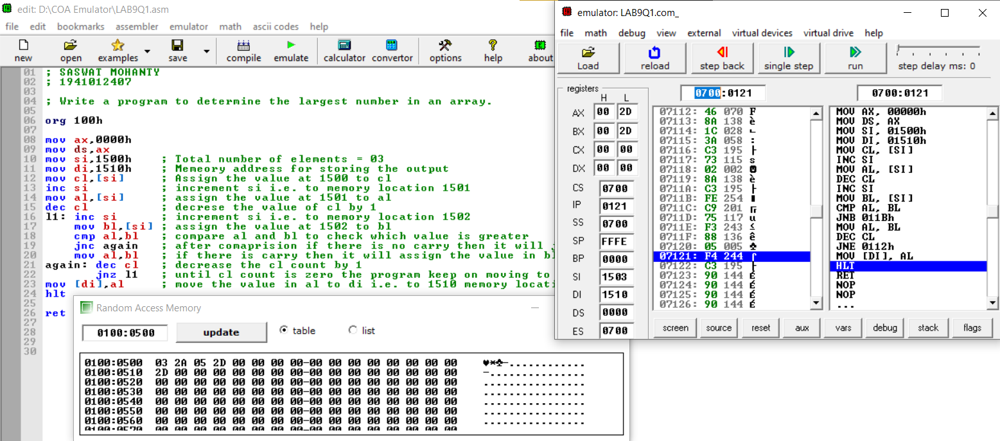 edit: D:\COA Emulator\LAB9Q1.asm
file edit bookmarks assembler emulator math ascii codes help
new open examples save compile emulate calculator convertor options help about
01 ; SASWAT MOHANTY
02 ; 1941012407
03
04 ; Write a program to determine the largest number in an array.
05
06 org 100h
07
08 mov ax,0000h
09 mov ds,ax
10 mov si,1500h ; Total number of elements = 03
11 mov di,1510h ; Memeory address for storing the output
12 mov cl,[si] ; Assign the value at 1500 to cl
13 inc si ; increment si i.e. to memory location 1501
14 mov al,[si] ; assign the value at 1501 to al
15 dec cl ; decrese the value of cl by 1
16 l1: inc si ; increment si i.e. to memory location 1502
17 mov bl,[si] ; assign the value at 1502 to bl
18 cmp al,bl ; compare al and bl to check which value is greater
19 jnc again ; after comaprision if there is no carry then it will
20 mov al,bl ; if there is carry then it will assign the value in bl
21 again: dec cl ; decrease the cl count by 1
22 jnz l1 ; until cl count is zero the program keep on moving to
23 mov [di],al ; move the value in al to di i.e. to 1510 memory locati
24 hlt
25
26 ret
27
28
29
30
Random Access Memory
0100:0500 update table list
0100:0500 03 2A 05 2D 00 00 00 00-00 00 00 00 00 00 00 00 ♥*♣-............
0100:0510 2D 00 00 00 00 00 00 00-00 00 00 00 00 00 00 00 -...............
0100:0520 00 00 00 00 00 00 00 00-00 00 00 00 00 00 00 00 ................
0100:0530 00 00 00 00 00 00 00 00-00 00 00 00 00 00 00 00 ................
0100:0540 00 00 00 00 00 00 00 00-00 00 00 00 00 00 00 00 ................
0100:0550 00 00 00 00 00 00 00 00-00 00 00 00 00 00 00 00 ................
0100:0560 00 00 00 00 00 00 00 00-00 00 00 00 00 00 00 00 ................
0100:0570 00 00 00 00 00 00 00 00-00 00 00 00 00 00 00 00
emulator: LAB9Q1.com_
file math debug view external virtual devices virtual drive help
Load reload step back single step run step delay ms: 0
registers
H L
AX 00 2D
BX 00 2D
CX 00 00
DX 00 00
CS 0700
IP 0121
SS 0700
SP FFFE
BP 0000
SI 1503
DI 1510
DS 0000
ES 0700
0700:0121
07112: 46 070 F
07113: 8A 138 è
07114: 1C 028 ∟
07115: 3A 058 :
07116: C3 195 ├
07117: 73 115 s
07118: 02 002 ☻
07119: 8A 138 è
0711A: C3 195 ├
0711B: FE 254 ■
0711C: C9 201 ╔
0711D: 75 117 u
0711E: F3 243 ≤
0711F: 88 136 ê
07120: 05 005 ♣
07121: F4 244 ⌠
07122: C3 195 ├
07123: 90 144 É
07124: 90 144 É
07125: 90 144 É
07126: 90 144 É
0700:0121
MOV AX, 00000h
MOV DS, AX
MOV SI, 01500h
MOV DI, 01510h
MOV CL, [SI]
INC SI
MOV AL, [SI]
DEC CL
INC SI
MOV BL, [SI]
CMP AL, BL
JNB 011Bh
MOV AL, BL
DEC CL
JNE 0112h
MOV [DI], AL
HLT
RET
NOP
NOP
...
screen source reset aux vars debug stack flags